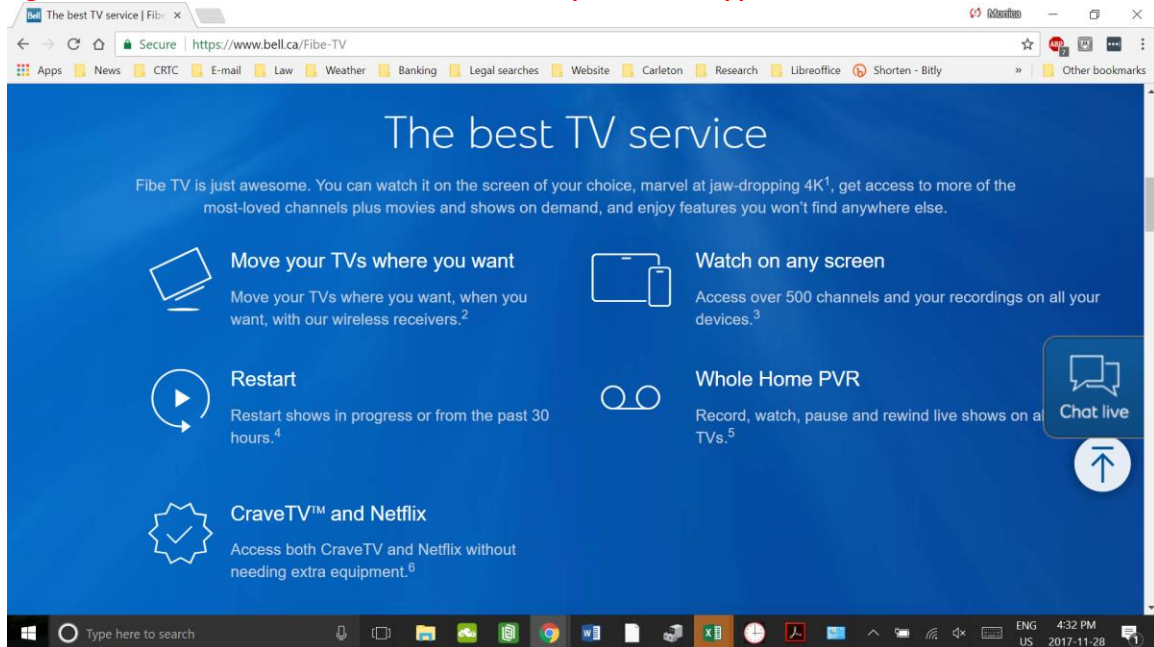 Bell The best TV service | Fibe
Monica
Secure https://www.bell.ca/Fibe-TV
ABP 7
Apps News CRTC E-mail Law Weather Banking Legal searches Website Carleton Research Libreoffice Shorten - Bitly » Other bookmarks
The best TV service
Fibe TV is just awesome. You can watch it on the screen of your choice, marvel at jaw-dropping 4K¹, get access to more of the
most-loved channels plus movies and shows on demand, and enjoy features you won't find anywhere else.
Move your TVs where you want
Move your TVs where you want, when you
want, with our wireless receivers.²
Watch on any screen
Access over 500 channels and your recordings on all your
devices.³
Restart
Restart shows in progress or from the past 30
hours.⁴
Whole Home PVR
Record, watch, pause and rewind live shows on a
TVs.⁵
Chat live
CraveTV™ and Netflix
Access both CraveTV and Netflix without
needing extra equipment.⁶
Type here to search
ENG 4:32 PM
US 2017-11-28